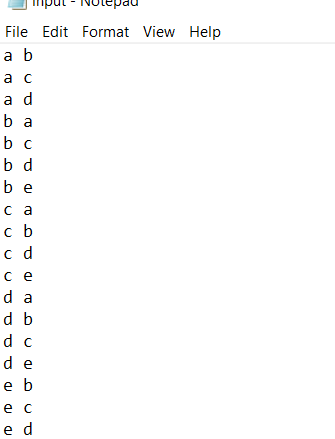 Input - Notepad
File Edit Format View Help
a b
a c
a d
b a
b c
b d
b e
c a
c b
c d
c e
d a
d b
d c
d e
e b
e c
e d